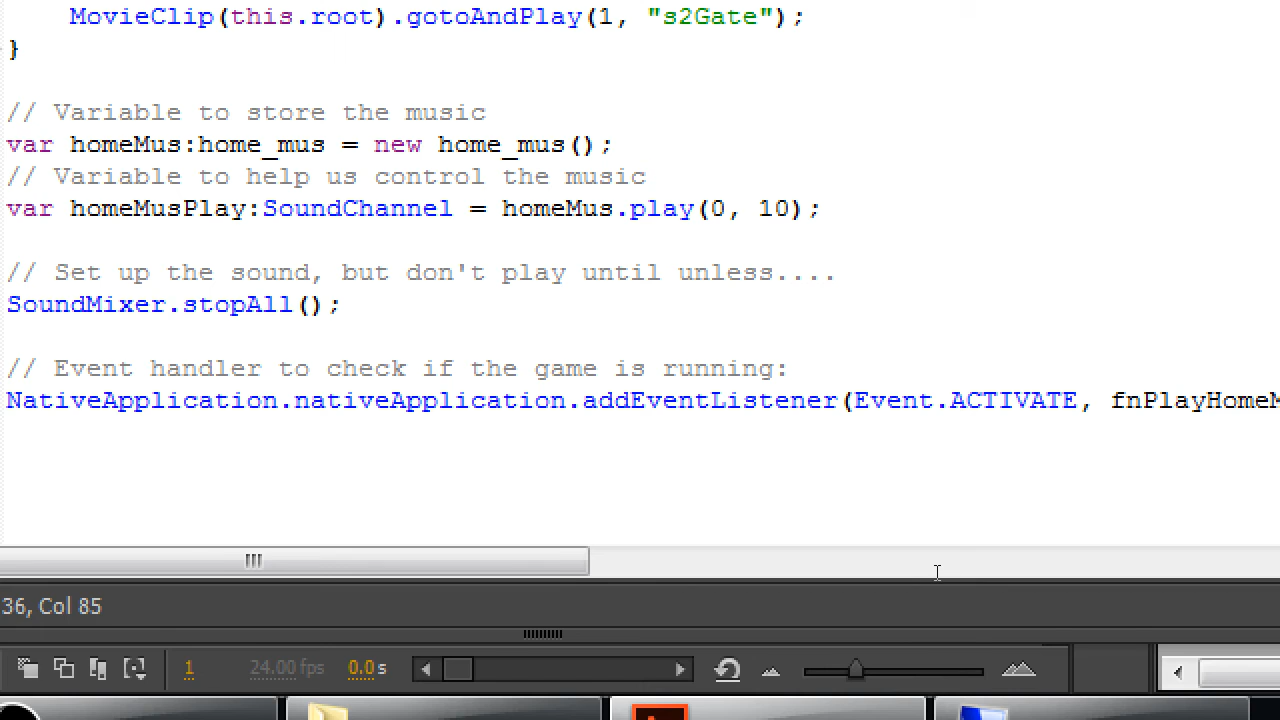 MovieClip(this.root).gotoAndPlay(1, "s2Gate");
}
// Variable to store the music
var homeMus:home_mus = new home_mus();
// Variable to help us control the music
var homeMusPlay:SoundChannel = homeMus.play(0, 10);
// Set up the sound, but don't play until unless....
SoundMixer.stopAll();
// Event handler to check if the game is running:
NativeApplication.nativeApplication.addEventListener(Event.ACTIVATE, fnPlayHomeM
36, Col 85
1 24.00 fps 0.0 s